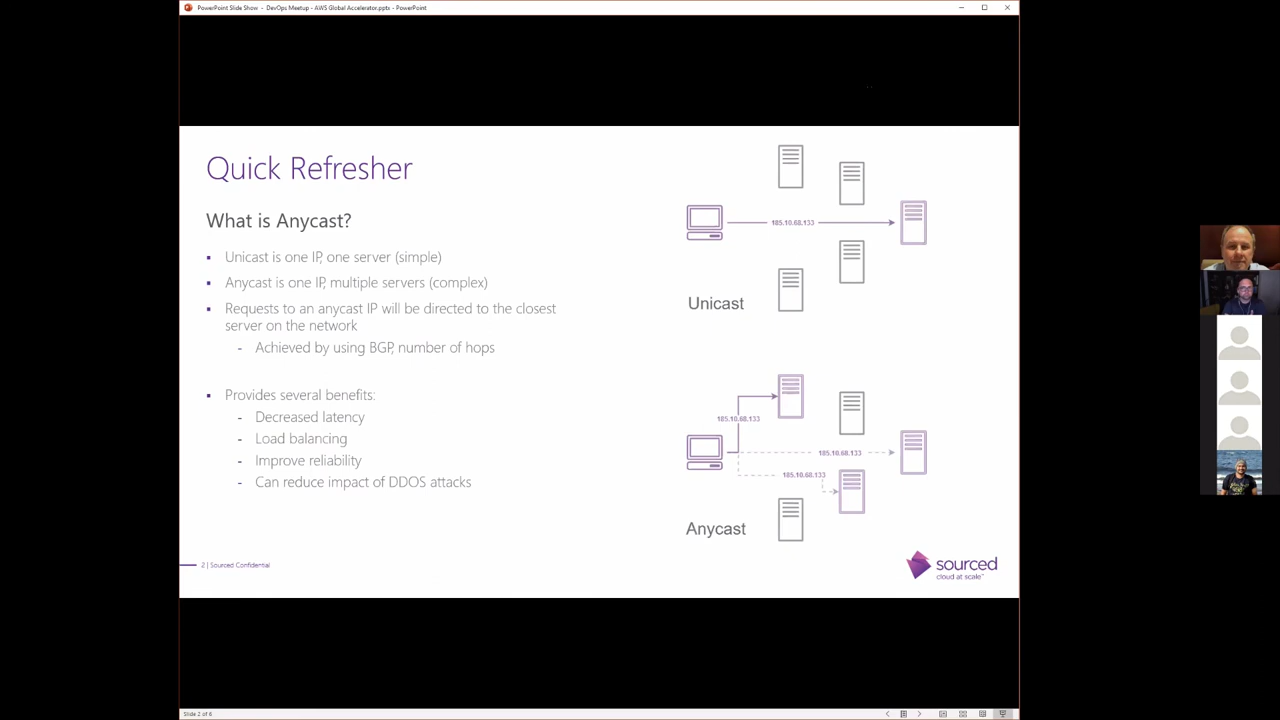 PowerPoint Slide Show - DevOps Meetup - AWS Global Accelerator.pptx - PowerPoint
Quick Refresher
What is Anycast?
Unicast is one IP, one server (simple)
Anycast is one IP, multiple servers (complex)
Requests to an anycast IP will be directed to the closest
server on the network
- Achieved by using BGP, number of hops
Provides several benefits:
- Decreased latency
- Load balancing
- Improve reliability
- Can reduce impact of DDOS attacks
185.10.68.133
Unicast
185.10.68.133
185.10.68.133
185.10.68.133
Anycast
2 | Sourced Confidential
sourced
cloud at scale™
Slide 2 of 6